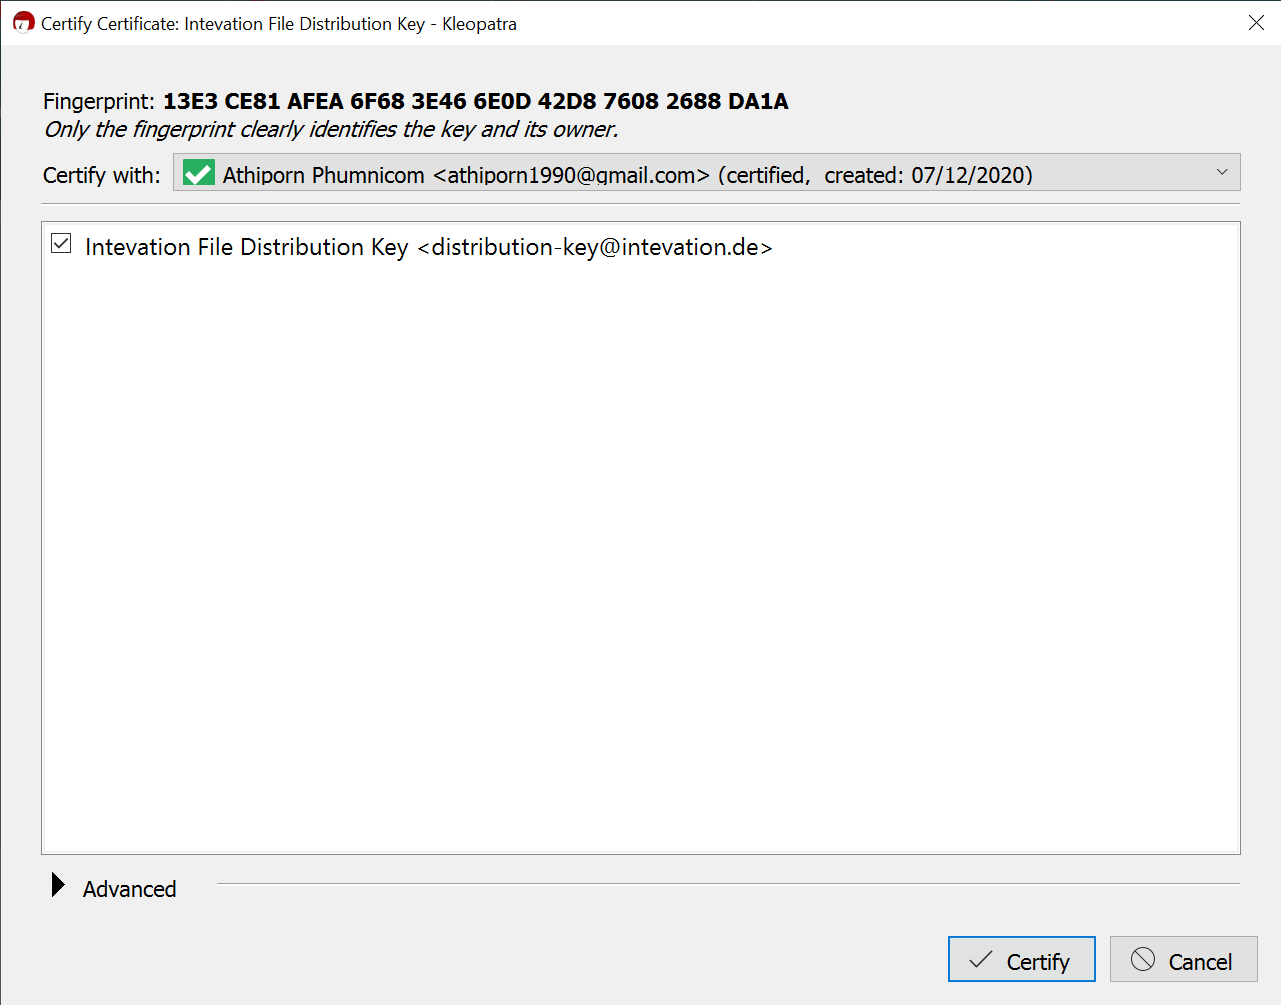 Certify Certificate: Intevation File Distribution Key - Kleopatra
Fingerprint: 13E3 CE81 AFEA 6F68 3E46 6E0D 42D8 7608 2688 DA1A
Only the fingerprint clearly identifies the key and its owner.
Certify with: Athiporn Phumnicom <athiporn1990@gmail.com> (certified, created: 07/12/2020)
Intevation File Distribution Key <distribution-key@intevation.de>
Advanced
Certify Cancel